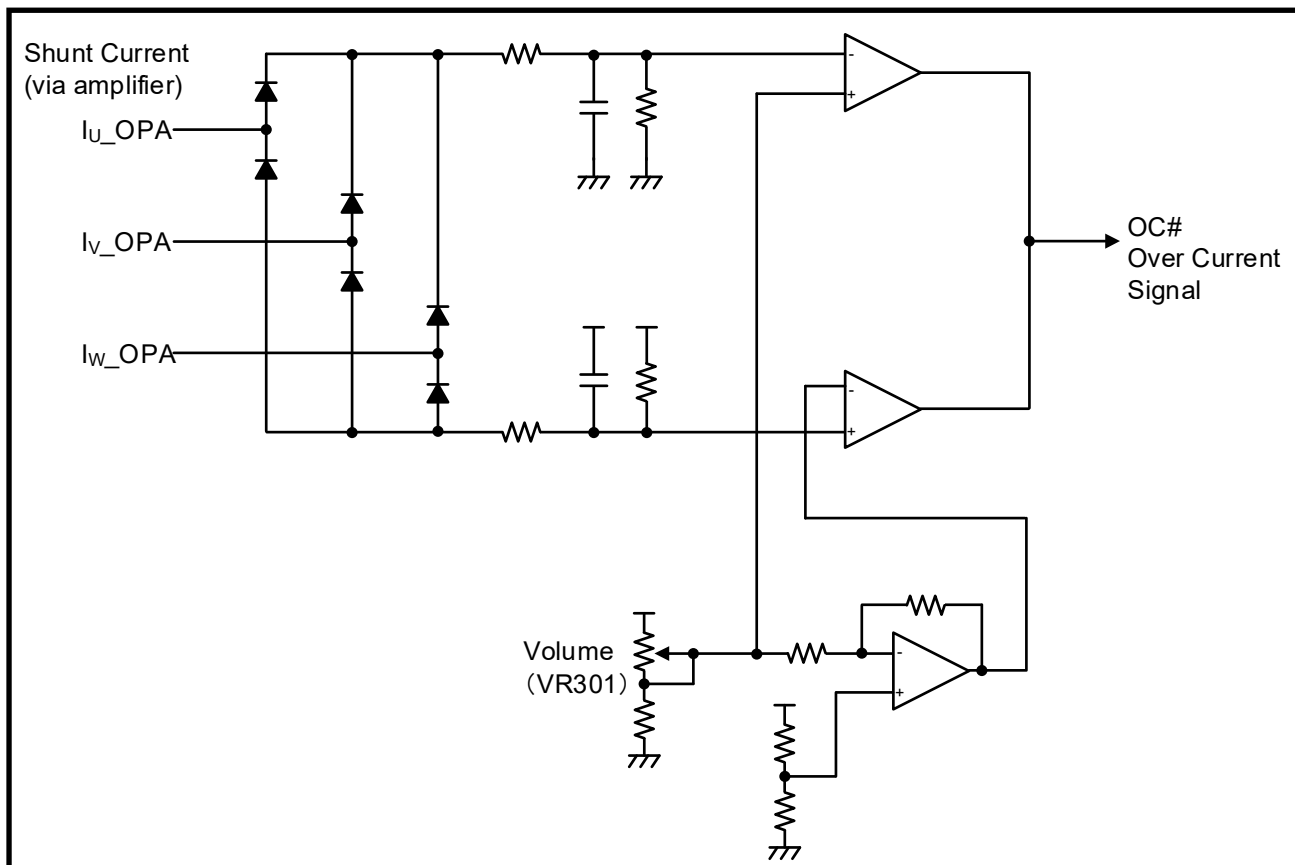 Shunt Current
(via amplifier)
IU_OPA
IV_OPA
IW_OPA
-
+
-
+
OC#
Over Current
Signal
Volume
（VR301）
-
+